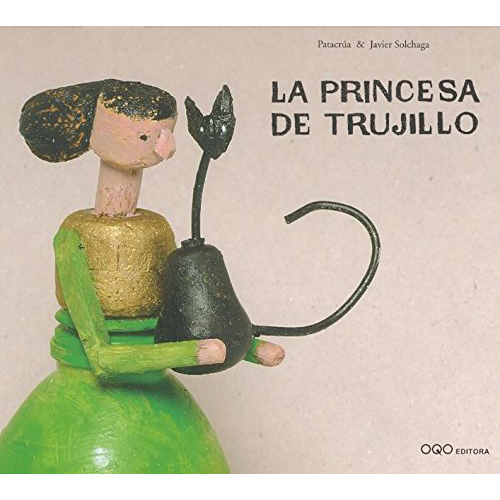 Patacrúa & Javier Solchaga
LA PRINCESA
DE TRUJILLO
OQO EDITORA